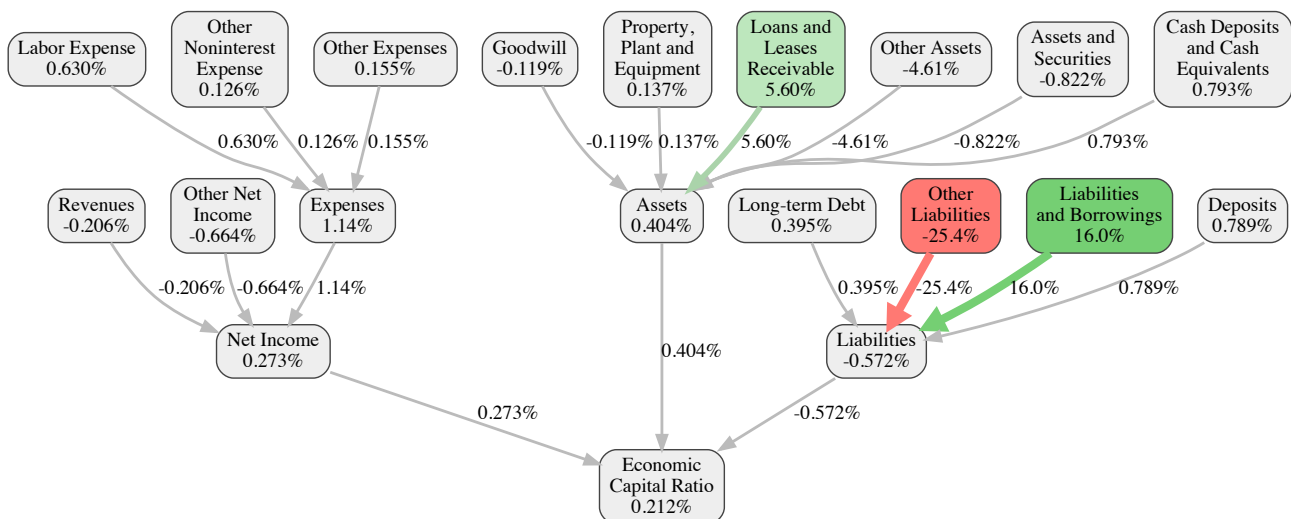 Labor Expense
0.630%
Other
Noninterest
Expense
0.126%
Other Expenses
0.155%
Goodwill
-0.119%
Property,
Plant and
Equipment
0.137%
Loans and
Leases
Receivable
5.60%
Other Assets
-4.61%
Assets and
Securities
-0.822%
Cash Deposits
and Cash
Equivalents
0.793%
0.630%
0.126%
0.155%
-0.119%
0.137%
5.60%
-4.61%
-0.822%
0.793%
Revenues
-0.206%
Other Net
Income
-0.664%
Expenses
1.14%
Assets
0.404%
Long-term Debt
0.395%
Other
Liabilities
-25.4%
Liabilities
and Borrowings
16.0%
Deposits
0.789%
-0.206%
-0.664%
1.14%
0.395%
-25.4%
16.0%
0.789%
Net Income
0.273%
0.404%
Liabilities
-0.572%
0.273%
-0.572%
Economic
Capital Ratio
0.212%